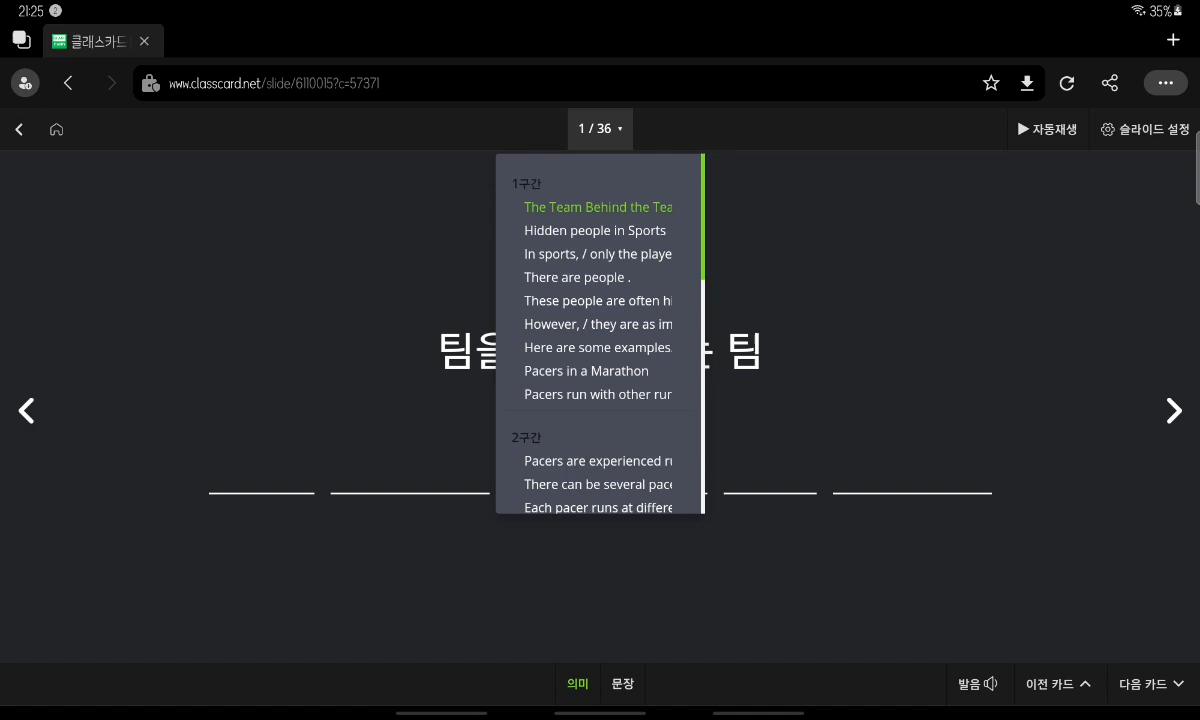 21:25 2 35%
클래스카드
www.classcard.net/slide/6110015?c=57371
1 / 36 자동재생 슬라이드 설정
1구간
The Team Behind the Tea
Hidden people in Sports
In sports, / only the playe
There are people .
These people are often hi
However, / they are as im
Here are some examples.
팀을 팀
Pacers in a Marathon
Pacers run with other rur
2구간
Pacers are experienced ru
There can be several pace
Each pacer runs at differe
의미 문장 발음 이전 카드 다음 카드